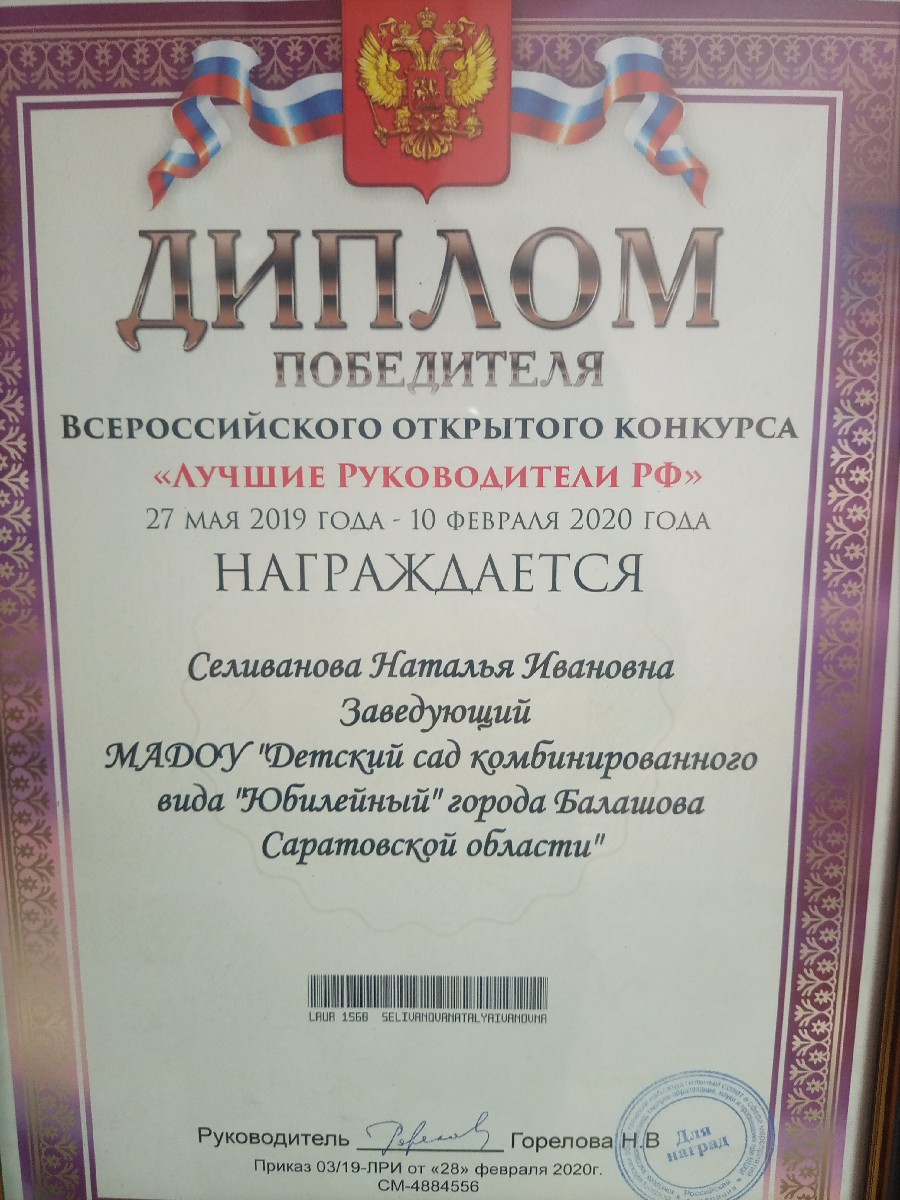 ДИПЛОМ
ПОБЕДИТЕЛЯ
ВСЕРОССИЙСКОГО ОТКРЫТОГО КОНКУРСА
«ЛУЧШИЕ РУКОВОДИТЕЛИ РФ»
27 МАЯ 2019 ГОДА - 10 ФЕВРАЛЯ 2020 ГОДА
НАГРАЖДАЕТСЯ
Селиванова Наталья Ивановна
Заведующий
МАДОУ "Детский сад комбинированного
вида "Юбилейный" города Балашова
Саратовской области"
LAUR 1568 SELIVANOVANATALYAIVANOVNA
Руководитель Горелова Н.В
Для
наград
Приказ 03/19-ЛРИ от «28» февраля 2020г.
СМ-4884556